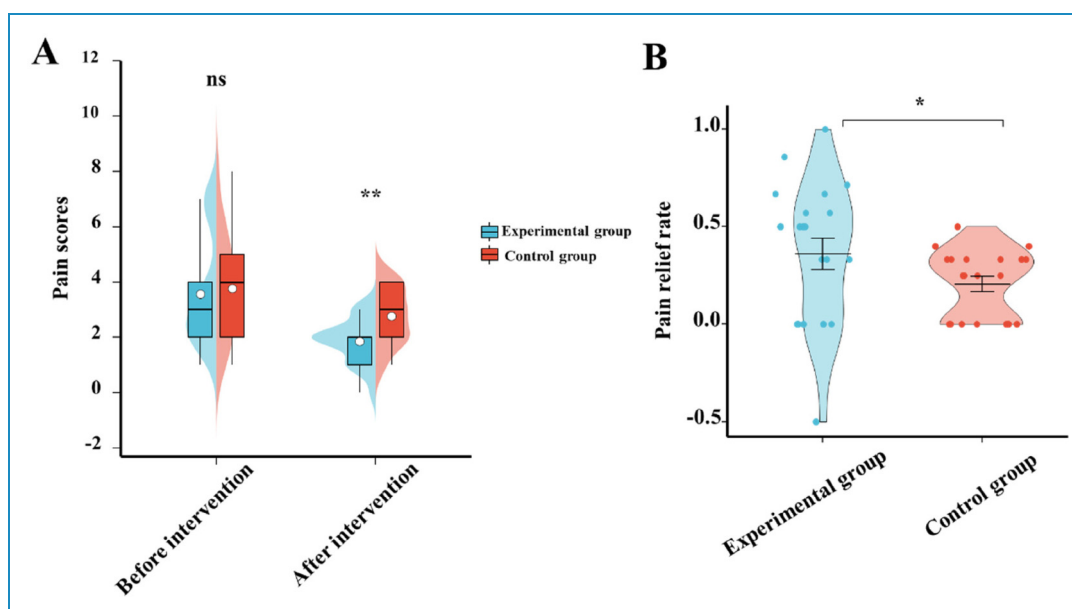 A
12
10
8
6
4
2
0
-2
Pain scores
ns
**
Before intervention
After intervention
Experimental group
Control group
B
1.0
0.5
0.0
-0.5
Pain relief rate
*
Experimental group
Control group